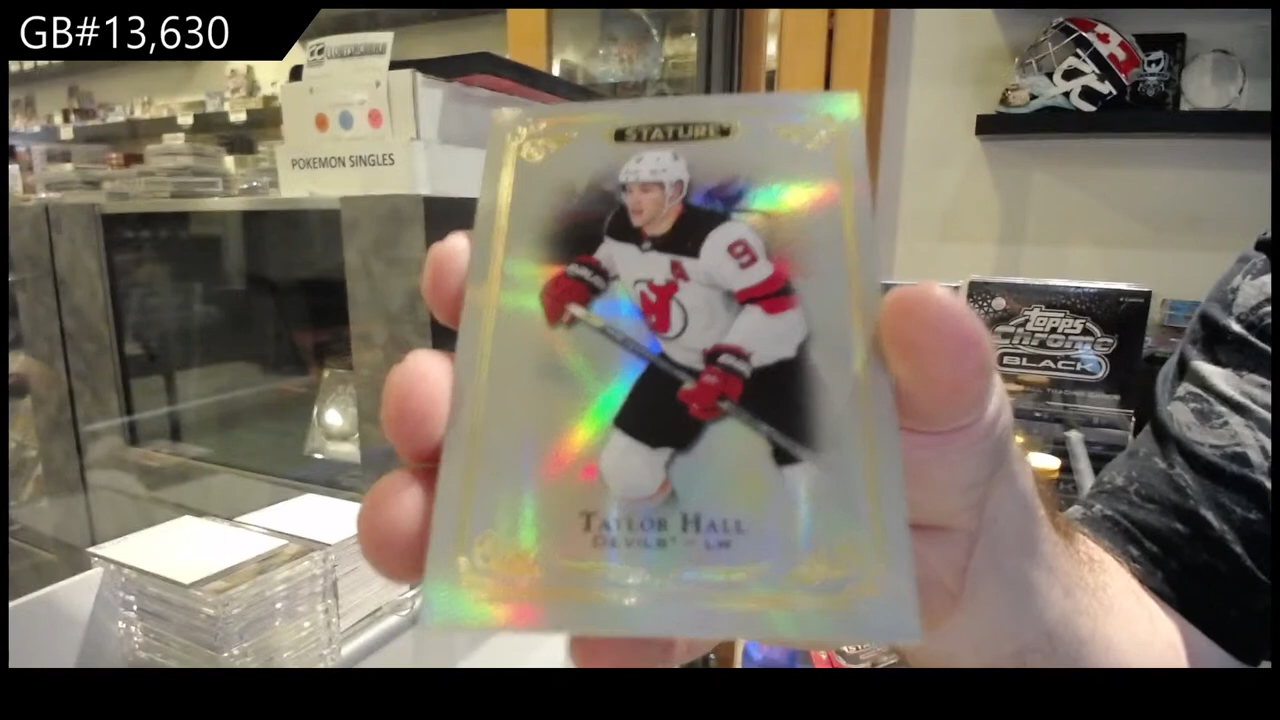 GB#13,630
POKEMON SINGLES
STATURE
9
A
TAYLOR HALL
DEVILS - LW
Topps
Chrome
BLACK